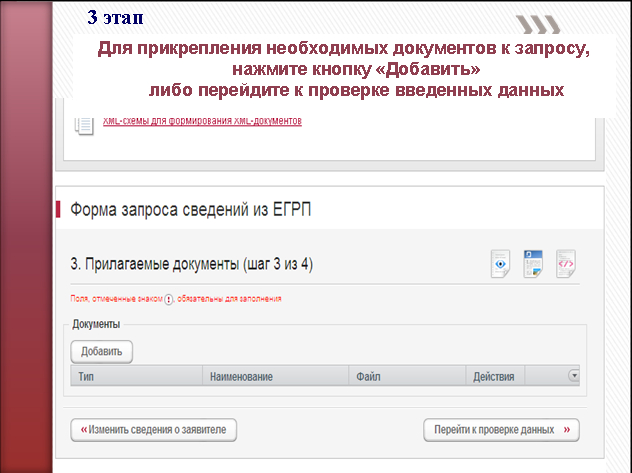 3 этап
Для прикрепления необходимых документов к запросу,
нажмите кнопку «Добавить»
либо перейдите к проверке введенных данных
XML-схемы для формирования XML-документов
Форма запроса сведений из ЕГРП
3. Прилагаемые документы (шаг 3 из 4)
Поля, отмеченные знаком (!), обязательны для заполнения
Документы
Добавить
Тип Наименование Файл Действия
«Изменить сведения о заявителе Перейти к проверке данных »